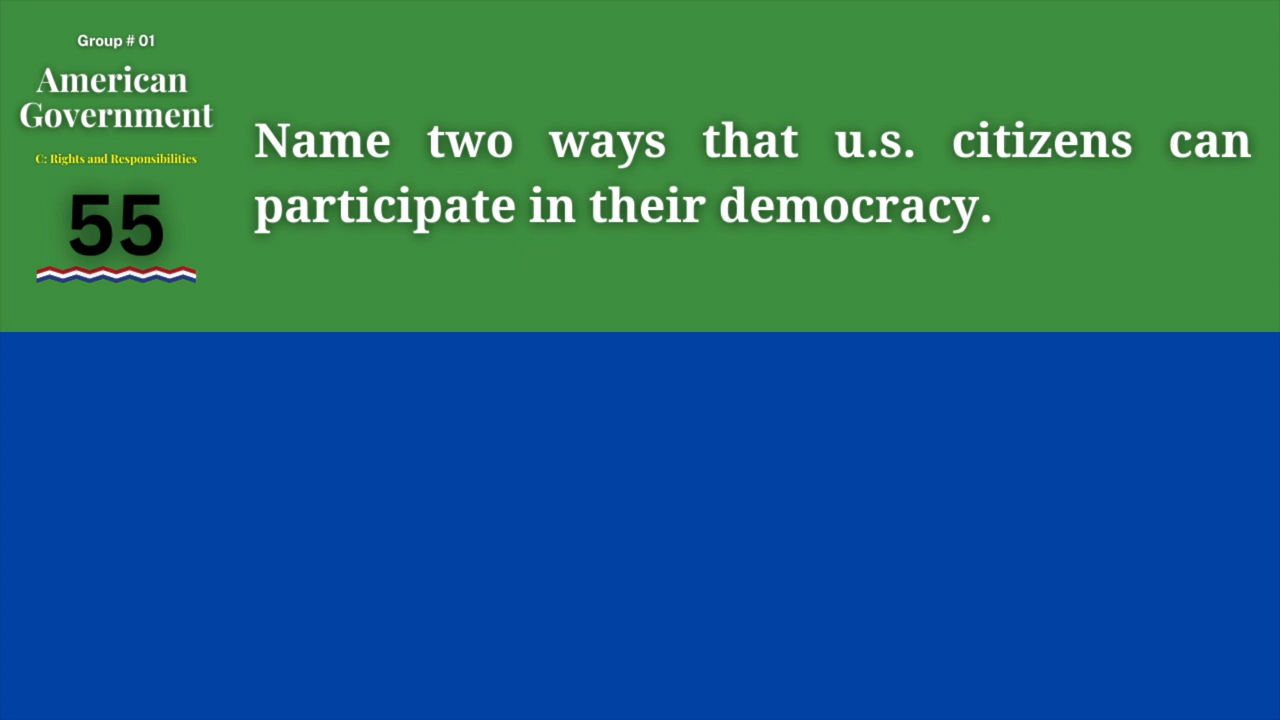 Group # 01
American
Government
C: Rights and Responsibilities
55
Name two ways that u.s. citizens can
participate in their democracy.